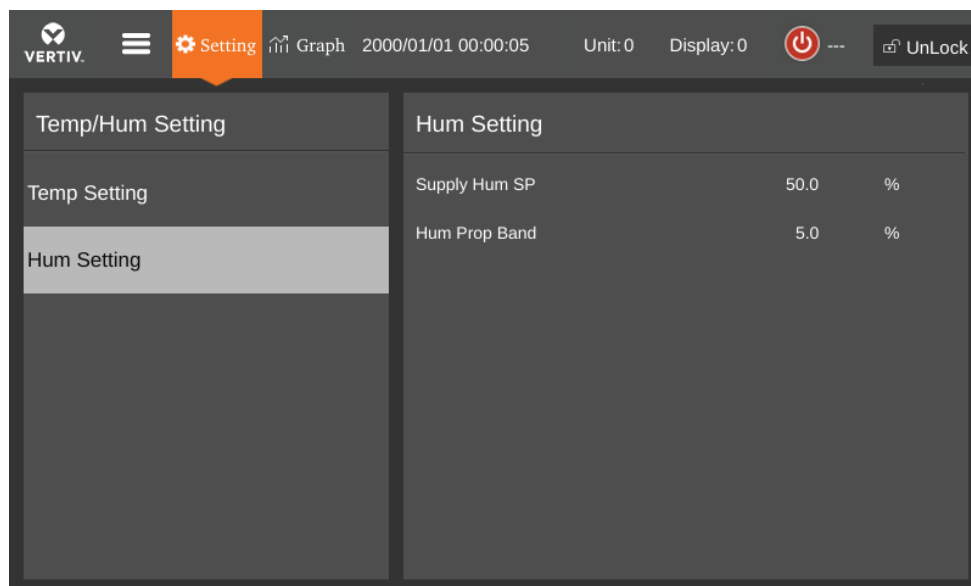 VERTIV.
Setting
Graph
2000/01/01 00:00:05
Unit: 0
Display: 0
---
UnLock
Temp/Hum Setting
Temp Setting
Hum Setting
Hum Setting
Supply Hum SP 50.0 %
Hum Prop Band 5.0 %